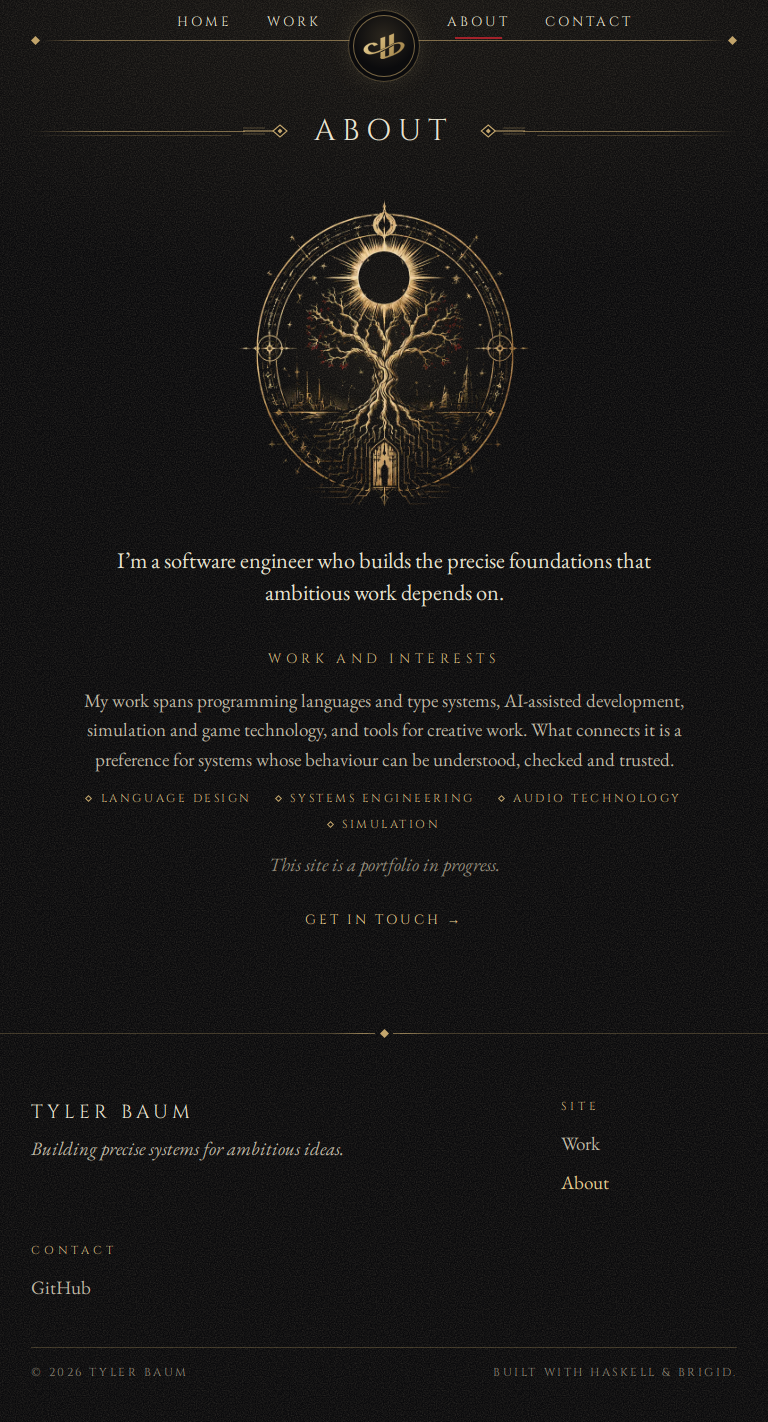 HOME WORK ABOUT CONTACT
ABOUT
I’m a software engineer who builds the precise foundations that
ambitious work depends on.
WORK AND INTERESTS
My work spans programming languages and type systems, AI-assisted development,
simulation and game technology, and tools for creative work. What connects it is a
preference for systems whose behaviour can be understood, checked and trusted.
LANGUAGE DESIGN SYSTEMS ENGINEERING AUDIO TECHNOLOGY
SIMULATION
This site is a portfolio in progress.
GET IN TOUCH →
TYLER BAUM
Building precise systems for ambitious ideas.
SITE
Work
About
CONTACT
GitHub
© 2026 TYLER BAUM
BUILT WITH HASKELL & BRIGID.